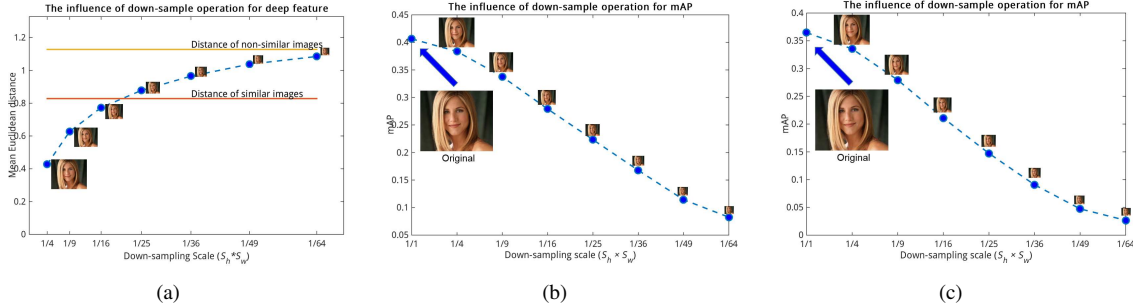 The influence of down-sample operation for deep feature
1.2
1
0.8
0.6
0.4
0.2
0
Mean Euclidean distance
Distance of non-similar images
Distance of similar images
1/4 1/9 1/16 1/25 1/36 1/49 1/64
Down-sampling Scale (S_h*S_w)
(a)
The influence of down-sample operation for mAP
0.45
0.4
0.35
0.3
0.25
0.2
0.15
0.1
0.05
mAP
Original
1/1 1/4 1/9 1/16 1/25 1/36 1/49 1/64
Down-sampling scale (S_h × S_w)
(b)
The influence of down-sample operation for mAP
0.4
0.35
0.3
0.25
0.2
0.15
0.1
0.05
0
mAP
Original
1/1 1/4 1/9 1/16 1/25 1/36 1/49 1/64
Down-sampling scale (S_h × S_w)
(c)